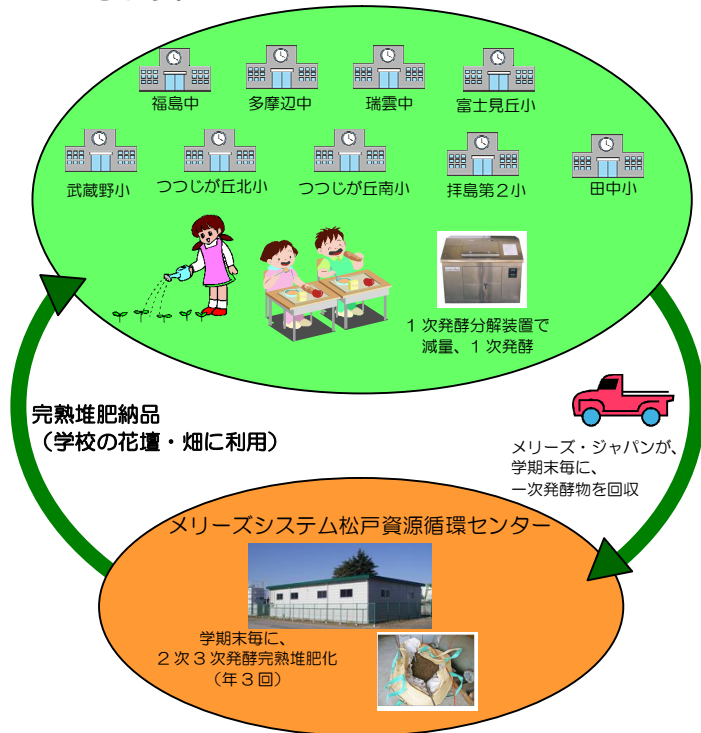 福島中
多摩辺中
瑞雲中
富士見丘小
武蔵野小
つつじが丘北小
つつじが丘南小
拝島第２小
田中小
１次発酵分解装置で
減量、１次発酵
完熟堆肥納品
（学校の花壇・畑に利用）
メリーズ・ジャパンが、
学期末毎に、
一次発酵物を回収
メリーズシステム松戸資源循環センター
学期末毎に、
２次３次発酵完熟堆肥化
（年３回）